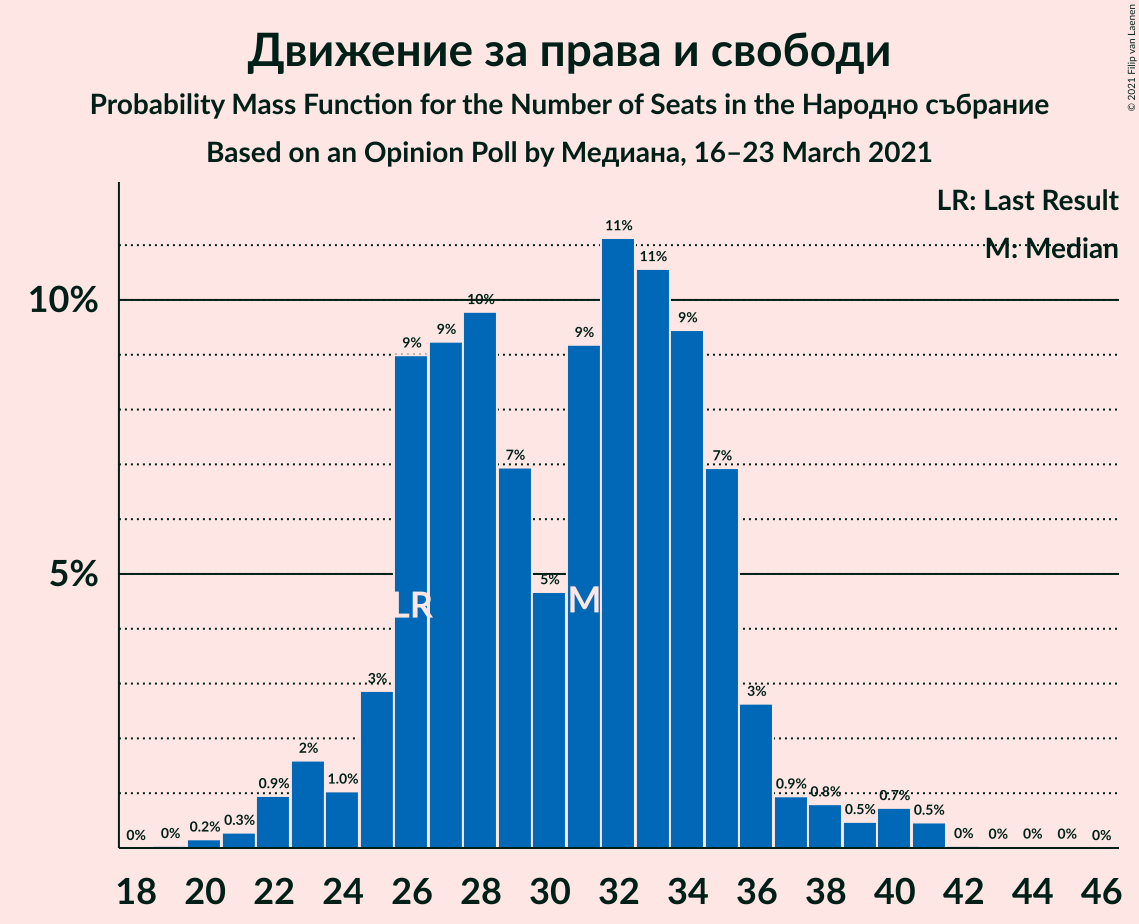 Движение за права и свободи
Probability Mass Function for the Number of Seats in the Народно събрание
Based on an Opinion Poll by Медиана, 16–23 March 2021
© 2021 Filip van Laenen
LR: Last Result
M: Median
10%
5%
0% 0% 0.2% 0.3% 0.9% 2% 1.0% 3% 9% 9% 10% 7% 5% 9% 11% 11% 9% 7% 3% 0.9% 0.8% 0.5% 0.7% 0.5% 0% 0% 0% 0% 0%
LR M
18 20 22 24 26 28 30 32 34 36 38 40 42 44 46